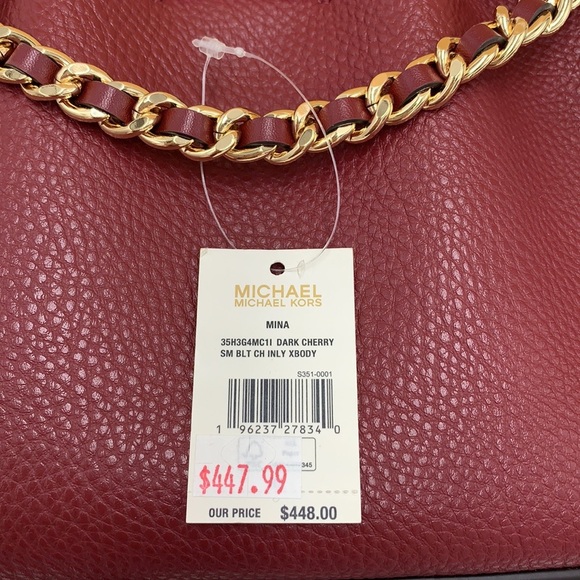 MICHAEL
MICHAEL KORS
MINA
35H3G4MC1I DARK CHERRY
SM BLT CH INLY XBODY
S351-0001
1 96237 27834 0
345
$447.99
OUR PRICE $448.00